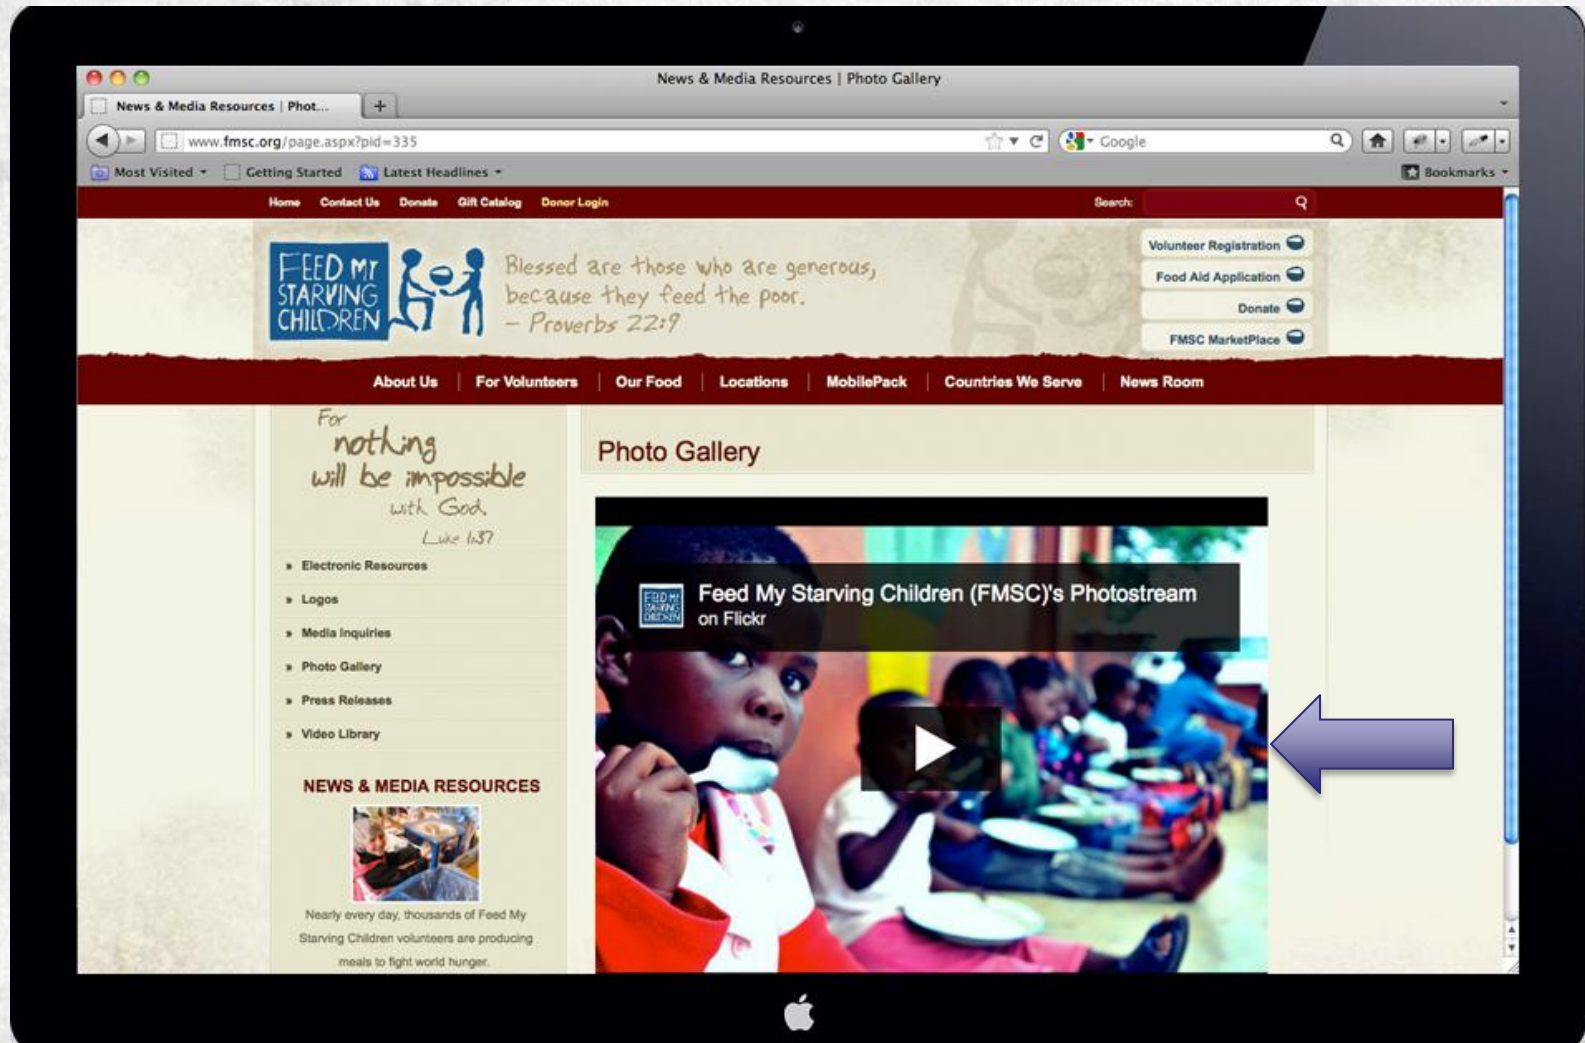 News & Media Resources | Photo Gallery
News & Media Resources | Phot...
www.fmsc.org/page.aspx?pid=335
Google
Most Visited
Getting Started
Latest Headlines
Bookmarks
Home Contact Us Donate Gift Catalog Donor Login
Search:
FEED MY
STARVING
CHILDREN
Blessed are those who are generous,
because they feed the poor.
– Proverbs 22:9
Volunteer Registration
Food Aid Application
Donate
FMSC MarketPlace
About Us | For Volunteers | Our Food | Locations | MobilePack | Countries We Serve | News Room
For
nothing
will be impossible
with God.
Luke 1:37
» Electronic Resources
» Logos
» Media Inquiries
» Photo Gallery
» Press Releases
» Video Library
NEWS & MEDIA RESOURCES
Nearly every day, thousands of Feed My
Starving Children volunteers are producing
meals to fight world hunger.
Photo Gallery
FEED MY
STARVING
CHILDREN
Feed My Starving Children (FMSC)'s Photostream
on Flickr